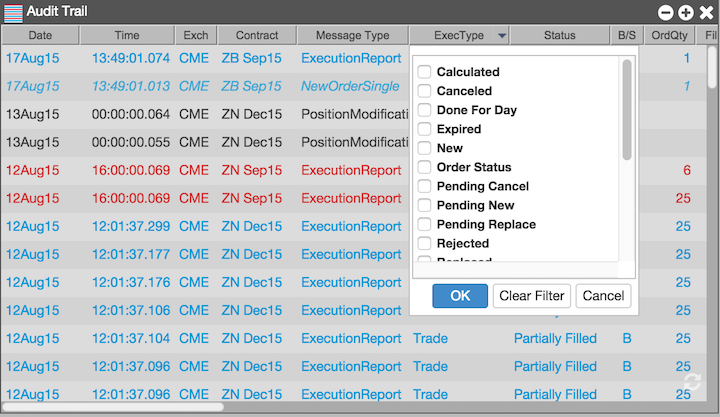 Audit Trail
Date Time Exch Contract Message Type ExecType Status B/S OrdQty Fil
17Aug15 13:49:01.074 CME ZB Sep15 ExecutionReport 1
17Aug15 13:49:01.013 CME ZB Sep15 NewOrderSingle 1
13Aug15 00:00:00.064 CME ZN Dec15 PositionModificati
13Aug15 00:00:00.055 CME ZN Dec15 PositionModificati
12Aug15 16:00:00.069 CME ZN Sep15 ExecutionReport 6
12Aug15 16:00:00.069 CME ZN Sep15 ExecutionReport 25
12Aug15 12:01:37.299 CME ZN Dec15 ExecutionReport 25
12Aug15 12:01:37.177 CME ZN Dec15 ExecutionReport 25
12Aug15 12:01:37.176 CME ZN Dec15 ExecutionReport 25
12Aug15 12:01:37.106 CME ZN Dec15 ExecutionReport 25
12Aug15 12:01:37.104 CME ZN Dec15 ExecutionReport Trade Partially Filled B 25
12Aug15 12:01:37.096 CME ZN Dec15 ExecutionReport Trade Partially Filled B 25
12Aug15 12:01:37.096 CME ZN Dec15 ExecutionReport Trade Partially Filled B 25
Calculated
Canceled
Done For Day
Expired
New
Order Status
Pending Cancel
Pending New
Pending Replace
Rejected
Replaced
OK Clear Filter Cancel